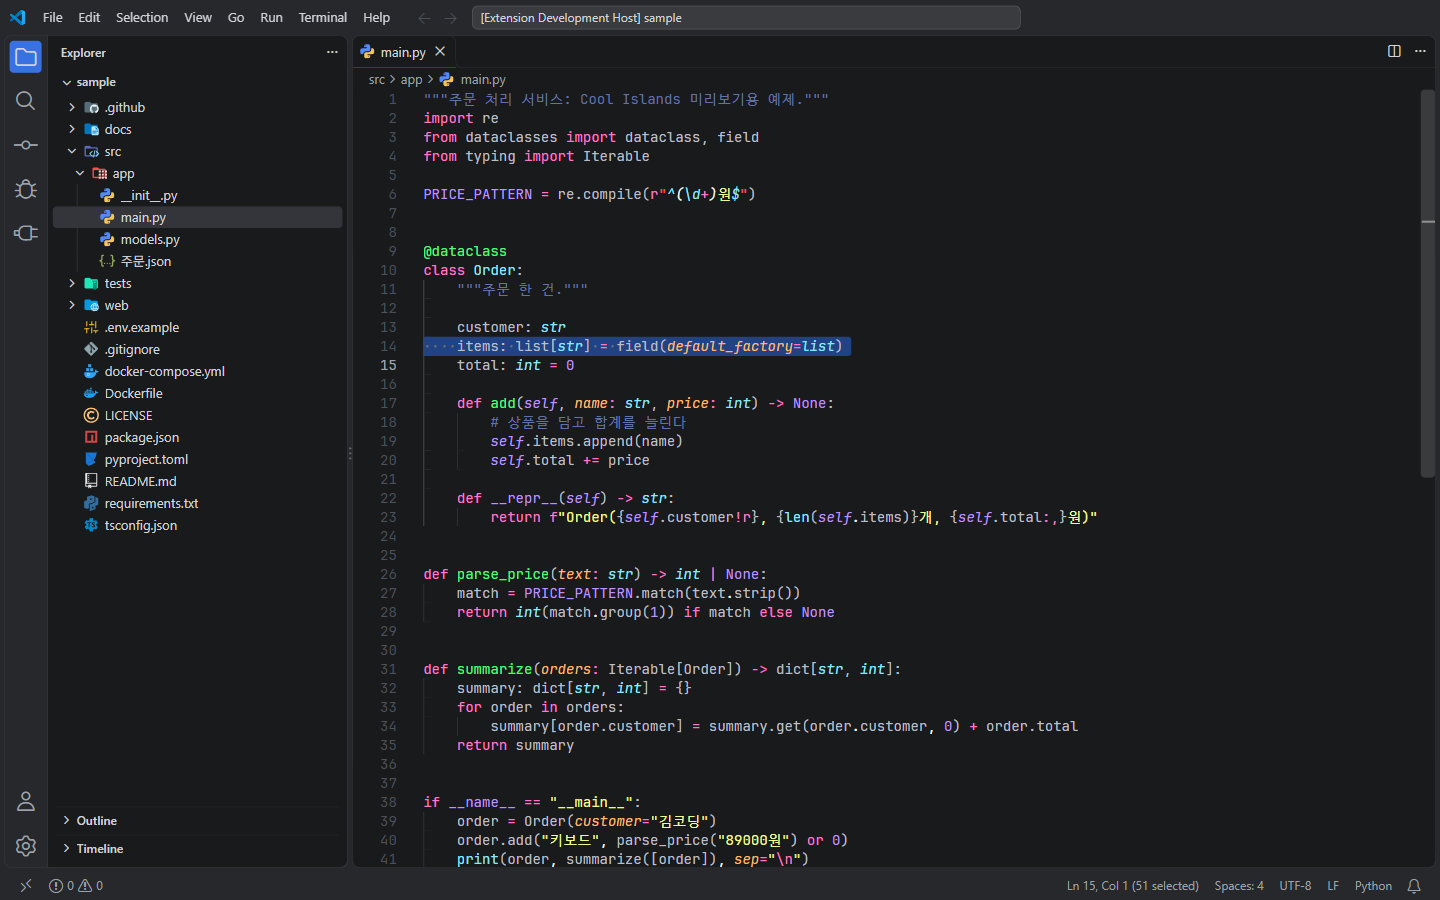 File Edit Selection View Go Run Terminal Help
[Extension Development Host] sample
Explorer
sample
.github
docs
src
app
__init__.py
main.py
models.py
주문.json
tests
web
.env.example
.gitignore
docker-compose.yml
Dockerfile
LICENSE
package.json
pyproject.toml
README.md
requirements.txt
tsconfig.json
Outline
Timeline
main.py
src > app > main.py
1 """주문 처리 서비스: Cool Islands 미리보기용 예제."""
2 import re
3 from dataclasses import dataclass, field
4 from typing import Iterable
5
6 PRICE_PATTERN = re.compile(r"^(\d+)원$")
7
8
9 @dataclass
10 class Order:
11     """주문 한 건."""
12
13     customer: str
14     items: list[str] = field(default_factory=list)
15     total: int = 0
16
17     def add(self, name: str, price: int) -> None:
18         # 상품을 담고 합계를 늘린다
19         self.items.append(name)
20         self.total += price
21
22     def __repr__(self) -> str:
23         return f"Order({self.customer!r}, {len(self.items)}개, {self.total:,}원)"
24
25
26 def parse_price(text: str) -> int | None:
27     match = PRICE_PATTERN.match(text.strip())
28     return int(match.group(1)) if match else None
29
30
31 def summarize(orders: Iterable[Order]) -> dict[str, int]:
32     summary: dict[str, int] = {}
33     for order in orders:
34         summary[order.customer] = summary.get(order.customer, 0) + order.total
35     return summary
36
37
38 if __name__ == "__main__":
39     order = Order(customer="김코딩")
40     order.add("키보드", parse_price("89000원") or 0)
41     print(order, summarize([order]), sep="\n")
0 0
Ln 15, Col 1 (51 selected) Spaces: 4 UTF-8 LF Python